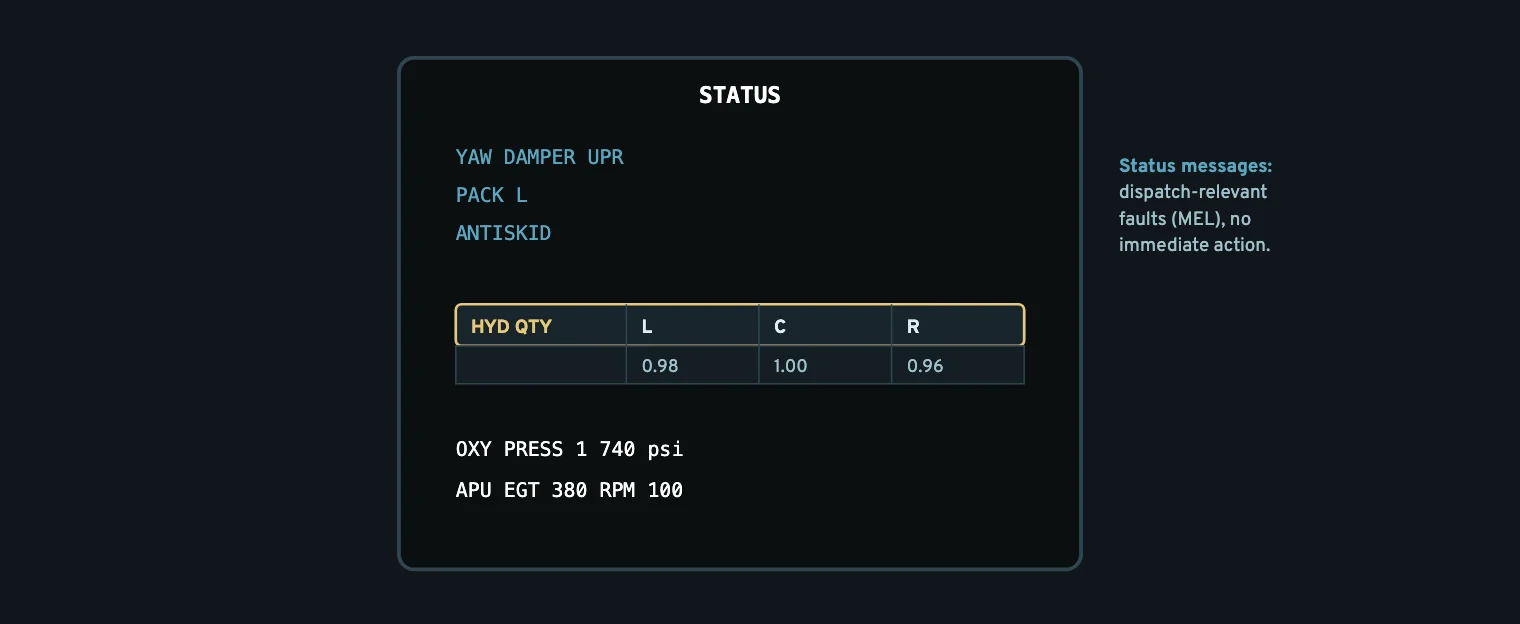 STATUS
YAW DAMPER UPR
PACK L
ANTISKID
Status messages:
dispatch-relevant
faults (MEL), no
immediate action.
HYD QTY L C R
0.98 1.00 0.96
OXY PRESS 1 740 psi
APU EGT 380 RPM 100